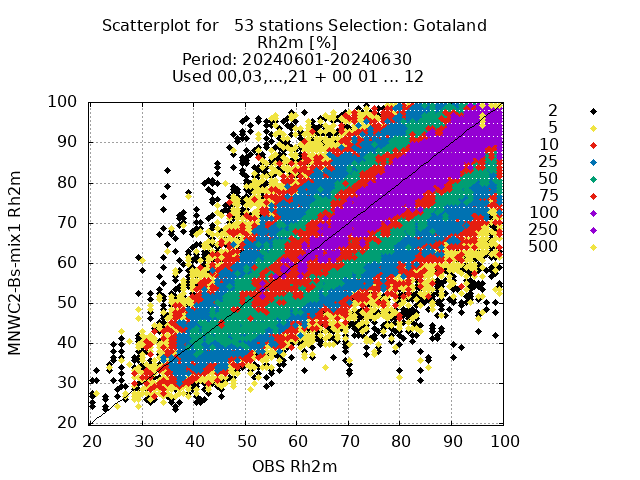 Scatterplot for   53 stations Selection: Gotaland
Rh2m [%]
Period: 20240601-20240630
Used 00,03,...,21 + 00 01 ... 12
MNWC2-Bs-mix1 Rh2m
100
90
80
70
60
50
40
30
20
20 30 40 50 60 70 80 90 100
OBS Rh2m
2
5
10
25
50
75
100
250
500